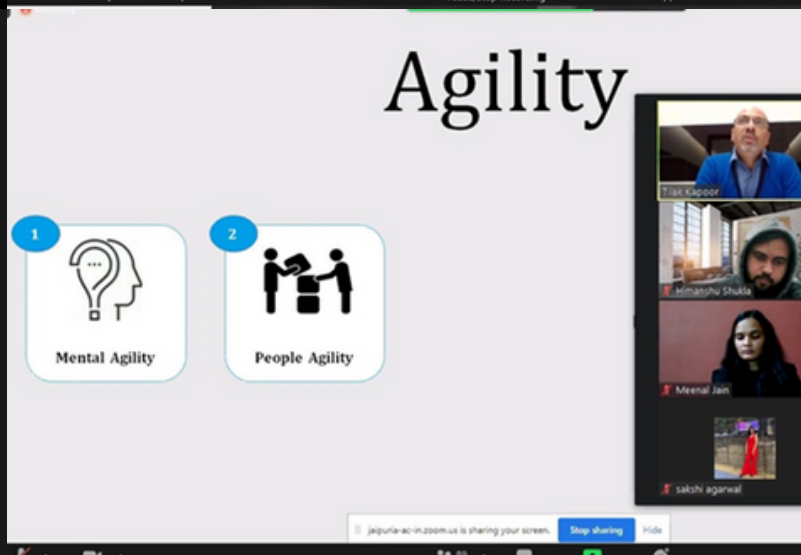 Agility
1
2
Mental Agility
People Agility
Tilak Kapoor
Himanshu Shukla
Meenal Jain
sakshi agarwal
jaipuria-ac-in.zoom.us is sharing your screen.
Stop sharing
Hide